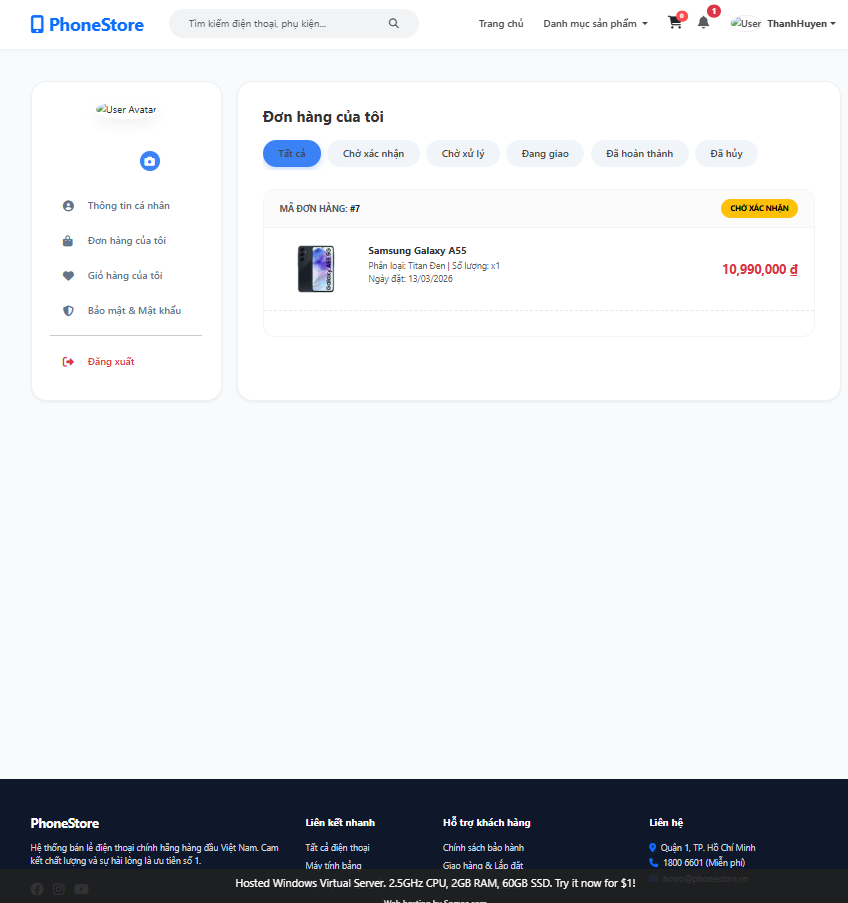 PhoneStore
Tìm kiếm điện thoại, phụ kiện...
Trang chủ
Danh mục sản phẩm
0
1
User
ThanhHuyen
User Avatar
Thông tin cá nhân
Đơn hàng của tôi
Giỏ hàng của tôi
Bảo mật & Mật khẩu
Đăng xuất
Đơn hàng của tôi
Tất cả
Chờ xác nhận
Chờ xử lý
Đang giao
Đã hoàn thành
Đã hủy
MÃ ĐƠN HÀNG: #7
CHỜ XÁC NHẬN
Galaxy A55 5G
Samsung Galaxy A55
Phân loại: Titan Đen | Số lượng: x1
Ngày đặt: 13/03/2026
10,990,000 ₫
PhoneStore
Hệ thống bán lẻ điện thoại chính hãng hàng đầu Việt Nam. Cam
kết chất lượng và sự hài lòng là ưu tiên số 1.
Liên kết nhanh
Tất cả điện thoại
Máy tính bảng
Hỗ trợ khách hàng
Chính sách bảo hành
Giao hàng & Lắp đặt
Liên hệ
Quận 1, TP. Hồ Chí Minh
1800 6601 (Miễn phí)
hotro@phonestore.vn
Hosted Windows Virtual Server. 2.5GHz CPU, 2GB RAM, 60GB SSD. Try it now for $1!
Web hosting by Somee.com